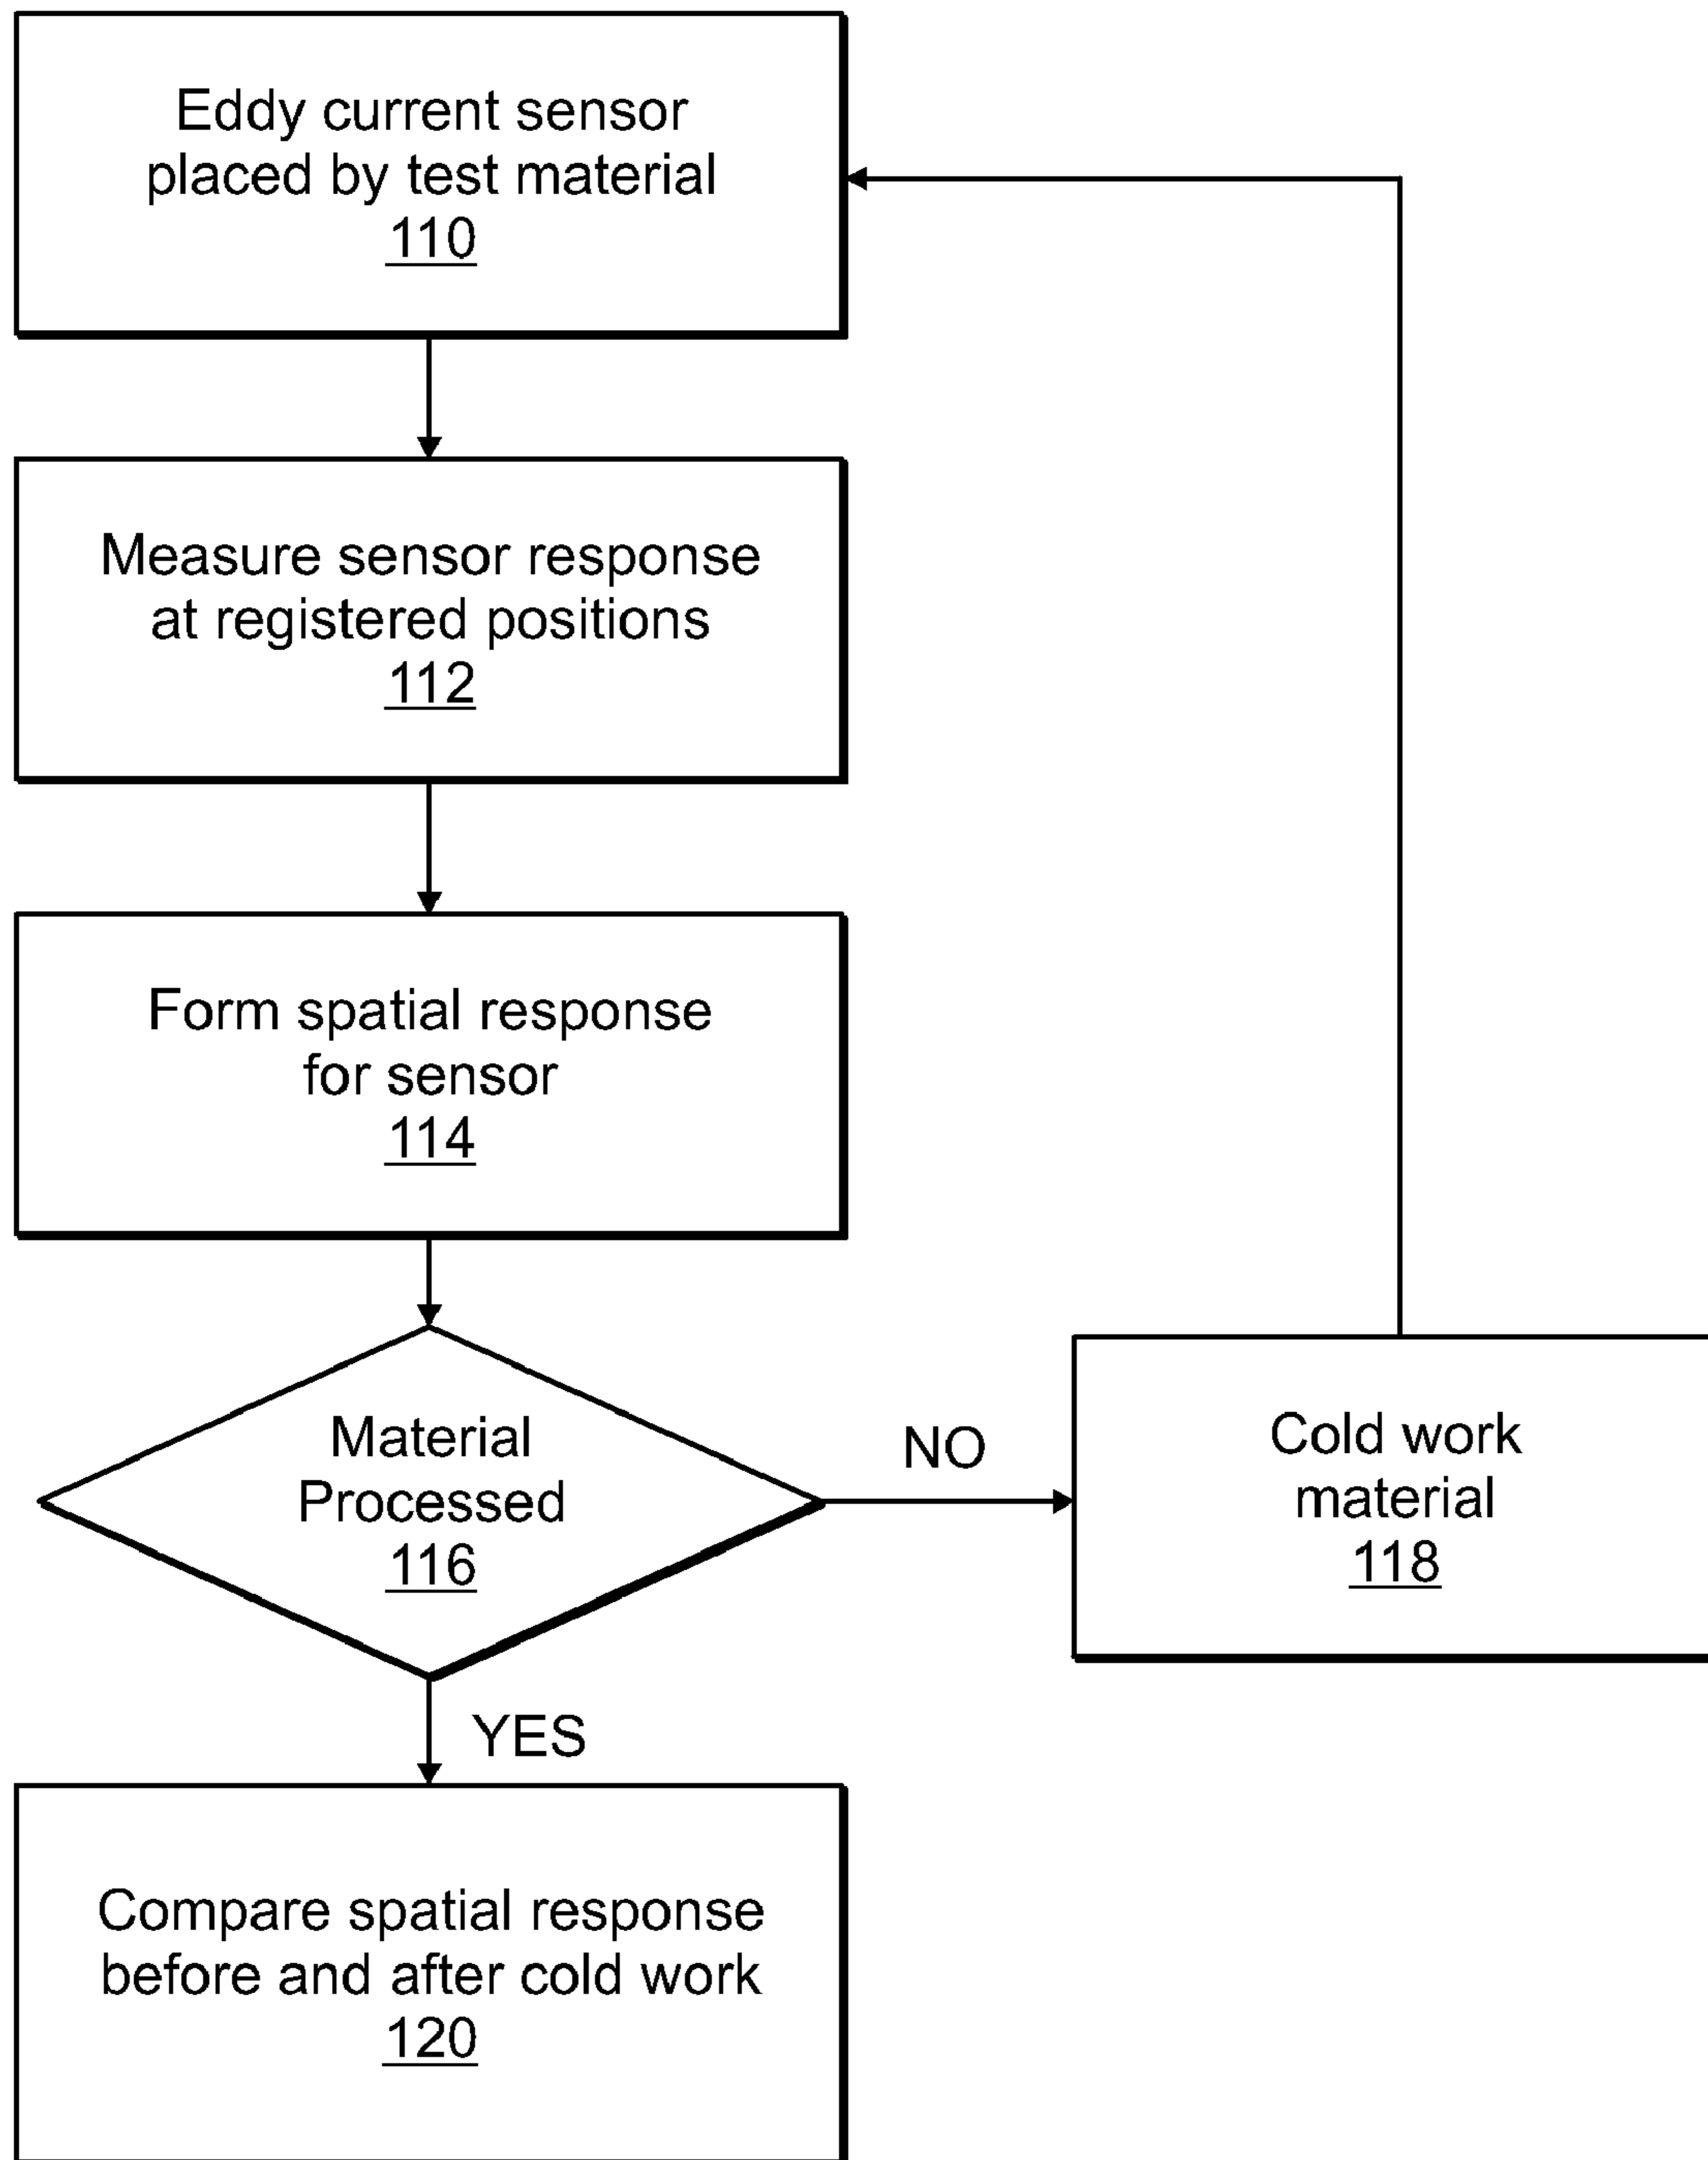 Eddy current sensor
placed by test material
110
Measure sensor response
at registered positions
112
Form spatial response
for sensor
114
Material
Processed
116
NO
Cold work
material
118
YES
Compare spatial response
before and after cold work
120